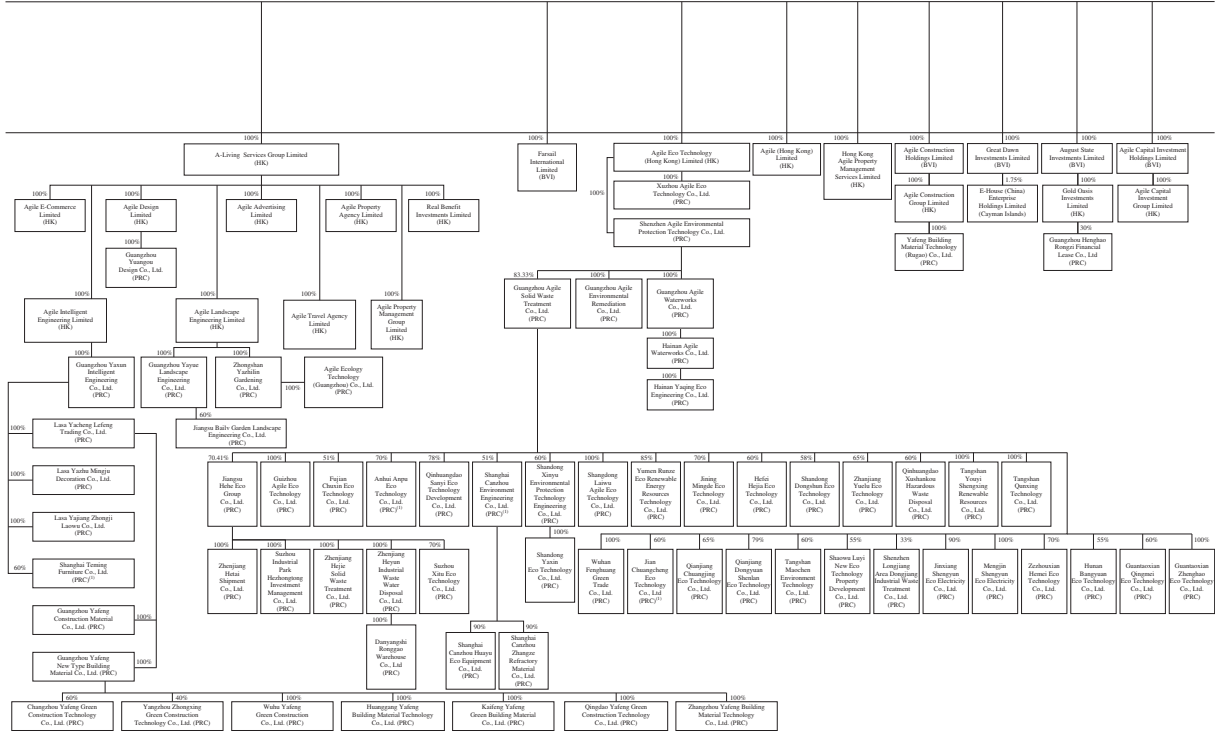 100%
100%
100%
100%
100%
100%
100%
100%
100%
A-Living Services Group Limited
(HK)
Farsail
International
Limited
(BVI)
Agile Eco Technology
(Hong Kong) Limited (HK)
Agile (Hong Kong)
Limited
(HK)
Hong Kong
Agile Property
Management
Services Limited
(HK)
Agile Construction
Holdings Limited
(BVI)
Great Dawn
Investments Limited
(BVI)
August State
Investments Limited
(BVI)
Agile Capital Investment
Holdings Limited
(BVI)
100%
100%
100%
100%
100%
100%
100%
100%
1.75%
100%
100%
Agile E-Commerce
Limited
(HK)
Agile Design
Limited
(HK)
Agile Advertising
Limited
(HK)
Agile Property
Agency Limited
(HK)
Real Benefit
Investments Limited
(HK)
Xuzhou Agile Eco
Technology Co., Ltd.
(PRC)
Agile Construction
Group Limited
(HK)
E-House (China)
Enterprise
Holdings Limited
(Cayman Islands)
Gold Oasis
Investments
Limited
(HK)
Agile Capital
Investment
Group Limited
(HK)
100%
Shenzhen Agile Environmental
Protection Technology Co., Ltd.
(PRC)
100%
30%
Guangzhou
Yuangou
Design Co., Ltd.
(PRC)
Yafeng Building
Material Technology
(Rugao) Co., Ltd.
(PRC)
Guangzhou Henghao
Rongzi Financial
Lease Co., Ltd
(PRC)
83.33%
100%
100%
Guangzhou Agile
Solid Waste
Treatment Co., Ltd.
(PRC)
Guangzhou Agile
Environmental
Remediation Co., Ltd.
(PRC)
Guangzhou Agile
Waterworks
Co., Ltd.
(PRC)
100%
100%
100%
100%
Agile Intelligent
Engineering Limited
(HK)
Agile Landscape
Engineering Limited
(HK)
Agile Travel Agency
Limited
(HK)
Agile Property
Management
Group Limited
(HK)
100%
Hainan Agile
Waterworks Co., Ltd.
(PRC)
100%
100%
100%
Guangzhou Yaxun
Intelligent
Engineering
Co., Ltd.
(PRC)
Guangzhou Yayue
Landscape
Engineering
Co., Ltd.
(PRC)
Zhongshan
Yazhilin
Gardening
Co., Ltd.
(PRC)
100%
Agile Ecology
Technology
(Guangzhou) Co., Ltd.
(PRC)
100%
Hainan Yaqing Eco
Engineering Co., Ltd.
(PRC)
60%
Jiangsu Bailv Garden Landscape
Engineering Co., Ltd.
(PRC)
100%
Lasa Yacheng Lefeng
Trading Co., Ltd.
(PRC)
100%
Lasa Yazhu Mingju
Decoration Co., Ltd.
(PRC)
100%
Lasa Yajiang Zhongji
Laowu Co., Ltd.
(PRC)
60%
Shanghai Teming
Furniture Co., Ltd.
(PRC)
Guangzhou Yafeng
Construction Material
Co., Ltd. (PRC)
100%
Guangzhou Yafeng
New Type Building
Material Co., Ltd. (PRC)
100%
70.41%
100%
51%
70%
78%
51%
60%
100%
85%
70%
60%
58%
65%
60%
100%
100%
Jiangsu
Hehe Eco
Group
Co., Ltd.
(PRC)
Guizhou
Agile Eco
Technology
Co., Ltd.
(PRC)
Fujian
Chuxin Eco
Technology
Co., Ltd.
(PRC)
Anhui Anpu
Eco
Technology
Co., Ltd.
(PRC)(1)
Qinhuangdao
Sanyi Eco
Technology
Development
Co., Ltd.
(PRC)
Shanghai
Canzhou
Environment
Engineering
Co., Ltd.
(PRC)(1)
Shandong
Xinyu
Environmental
Protection
Technology
Engineering
Co., Ltd.
(PRC)
Shangdong
Laiwu
Agile Eco
Technology
Co., Ltd.
(PRC)
Yumen Runze
Eco Renewable
Energy
Resources
Technology
Co., Ltd.
(PRC)
Jining
Mingde Eco
Technology
Co., Ltd.
(PRC)
Hefei
Hejia Eco
Technology
Co., Ltd.
(PRC)
Shandong
Dongshun Eco
Technology
Co., Ltd.
(PRC)
Zhanjiang
Yuelu Eco
Technology
Co., Ltd.
(PRC)
Qinhuangdao
Xushankou
Hazardous
Waste
Disposal
Co., Ltd.
(PRC)
Tangshan
Youyi
Shengxing
Renewable
Resources
Co., Ltd.
(PRC)
Tangshan
Qunxing
Technology
Co., Ltd.
(PRC)
100%
100%
100%
100%
70%
Zhenjiang
Hetai
Shipment
Co., Ltd.
(PRC)
Suzhou
Industrial
Park
Hezhongtong
Investment
Management
Co., Ltd.
(PRC)
Zhenjiang
Hejie
Solid
Waste
Treatment
Co., Ltd.
(PRC)
Zhenjiang
Heyun
Industrial
Waste
Water
Disposal
Co., Ltd. (PRC)
Suzhou
Xitu Eco
Technology
Co., Ltd.
(PRC)
100%
Shandong
Yaxin
Eco Technology
Co., Ltd.
(PRC)
100%
60%
65%
79%
60%
55%
33%
90%
100%
70%
55%
60%
60%
Wuhan
Fenghuang
Green
Trade
Co., Ltd.
(PRC)
Jian
Chuangcheng
Eco
Technology
Co., Ltd.
(PRC)(1)
Qianjiang
Chuangjing
Eco Technology
Co., Ltd.
(PRC)
Qianjiang
Dongyuan
Shenlan
Eco Technology
Co., Ltd.
(PRC)
Tangshan
Maochen
Environment
Technology
Co., Ltd.
(PRC)
Shaowu Luyi
New Eco
Technology
Property
Development
Co., Ltd.
(PRC)
Shenzhen
Longjiang
Area Dongjiang
Industrial Waste
Treatment
Co., Ltd.
(PRC)
Jinxiang
Shengyun
Eco Electricity
Co., Ltd.
(PRC)
Mengjin
Shengyun
Eco Electricity
Co., Ltd.
(PRC)
Hemei Eco
Technology
Co., Ltd.
(PRC)
Hunan
Bangyuan
Eco Technology
Co., Ltd.
(PRC)
Guantaoxian
Qingmei
Eco Technology
Co., Ltd.
(PRC)
Guantaoxian
Zhenghao
Eco Technology
Co., Ltd.
(PRC)
100%
Danyangshi
Ronggao
Warehouse
Co., Ltd
(PRC)
90%
90%
Shanghai
Canzhou Huayu
Eco Equipment
Co., Ltd.
(PRC)
Shanghai
Canzhou
Zhangze
Refractory
Material
Co., Ltd.
(PRC)
60%
40%
100%
100%
100%
100%
100%
Changzhou Yafeng Green
Construction Technology
Co., Ltd. (PRC)
Yangzhou Zhongxing
Green Construction
Technology Co., Ltd. (PRC)
Wuhu Yafeng
Green Construction
Co., Ltd. (PRC)
Huanggang Yafeng
Building Material Technology
Co., Ltd. (PRC)
Kaifeng Yafeng
Green Building Material
Co., Ltd. (PRC)
Qingdao Yafeng Green
Construction Technology
Co., Ltd. (PRC)
Zhangzhou Yafeng Building
Material Technology
Co., Ltd. (PRC)